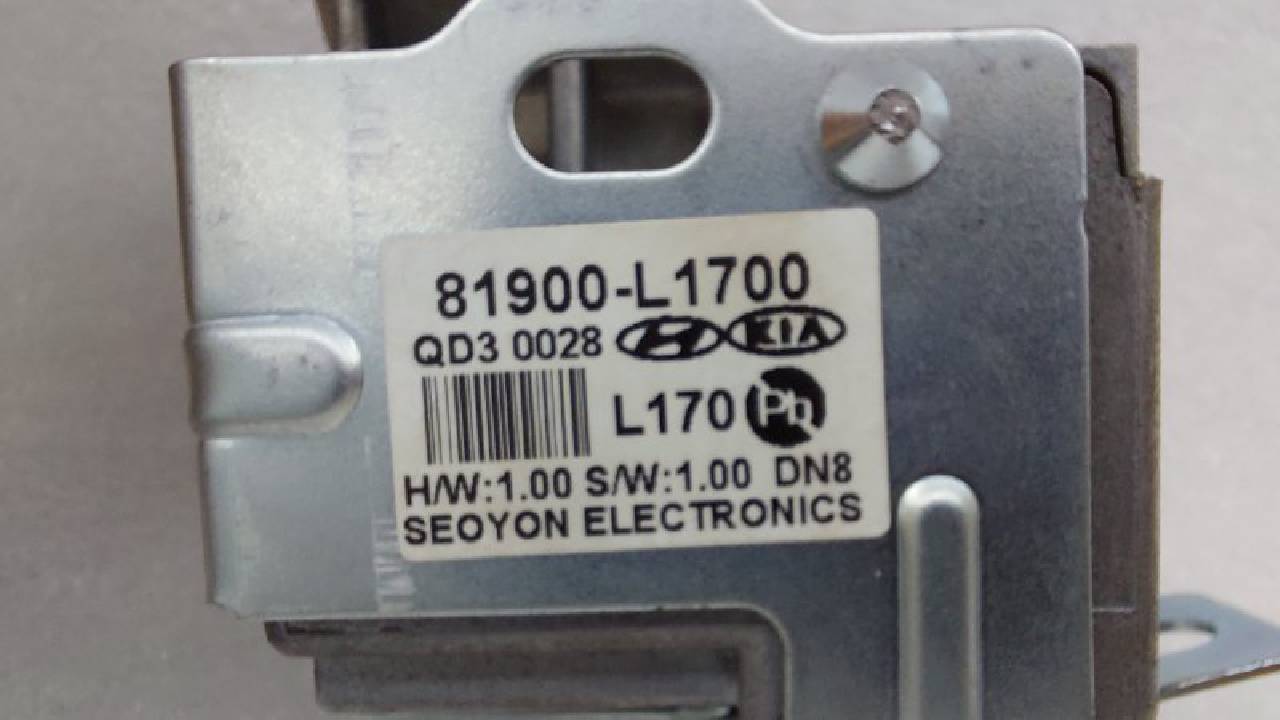 81900-L1700
QD3 0028 KIA
L170 Pb
H/W:1.00 S/W:1.00 DN8
SEOYON ELECTRONICS